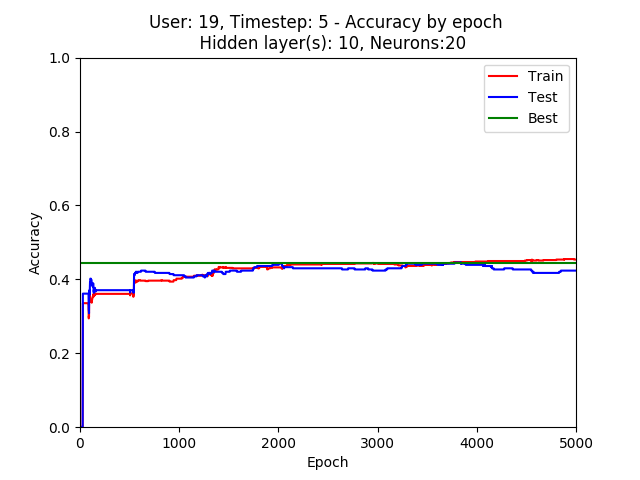 User: 19, Timestep: 5 - Accuracy by epoch
Hidden layer(s): 10, Neurons:20
1.0
0.8
0.6
0.4
0.2
0.0
Accuracy
Train
Test
Best
0 1000 2000 3000 4000 5000
Epoch